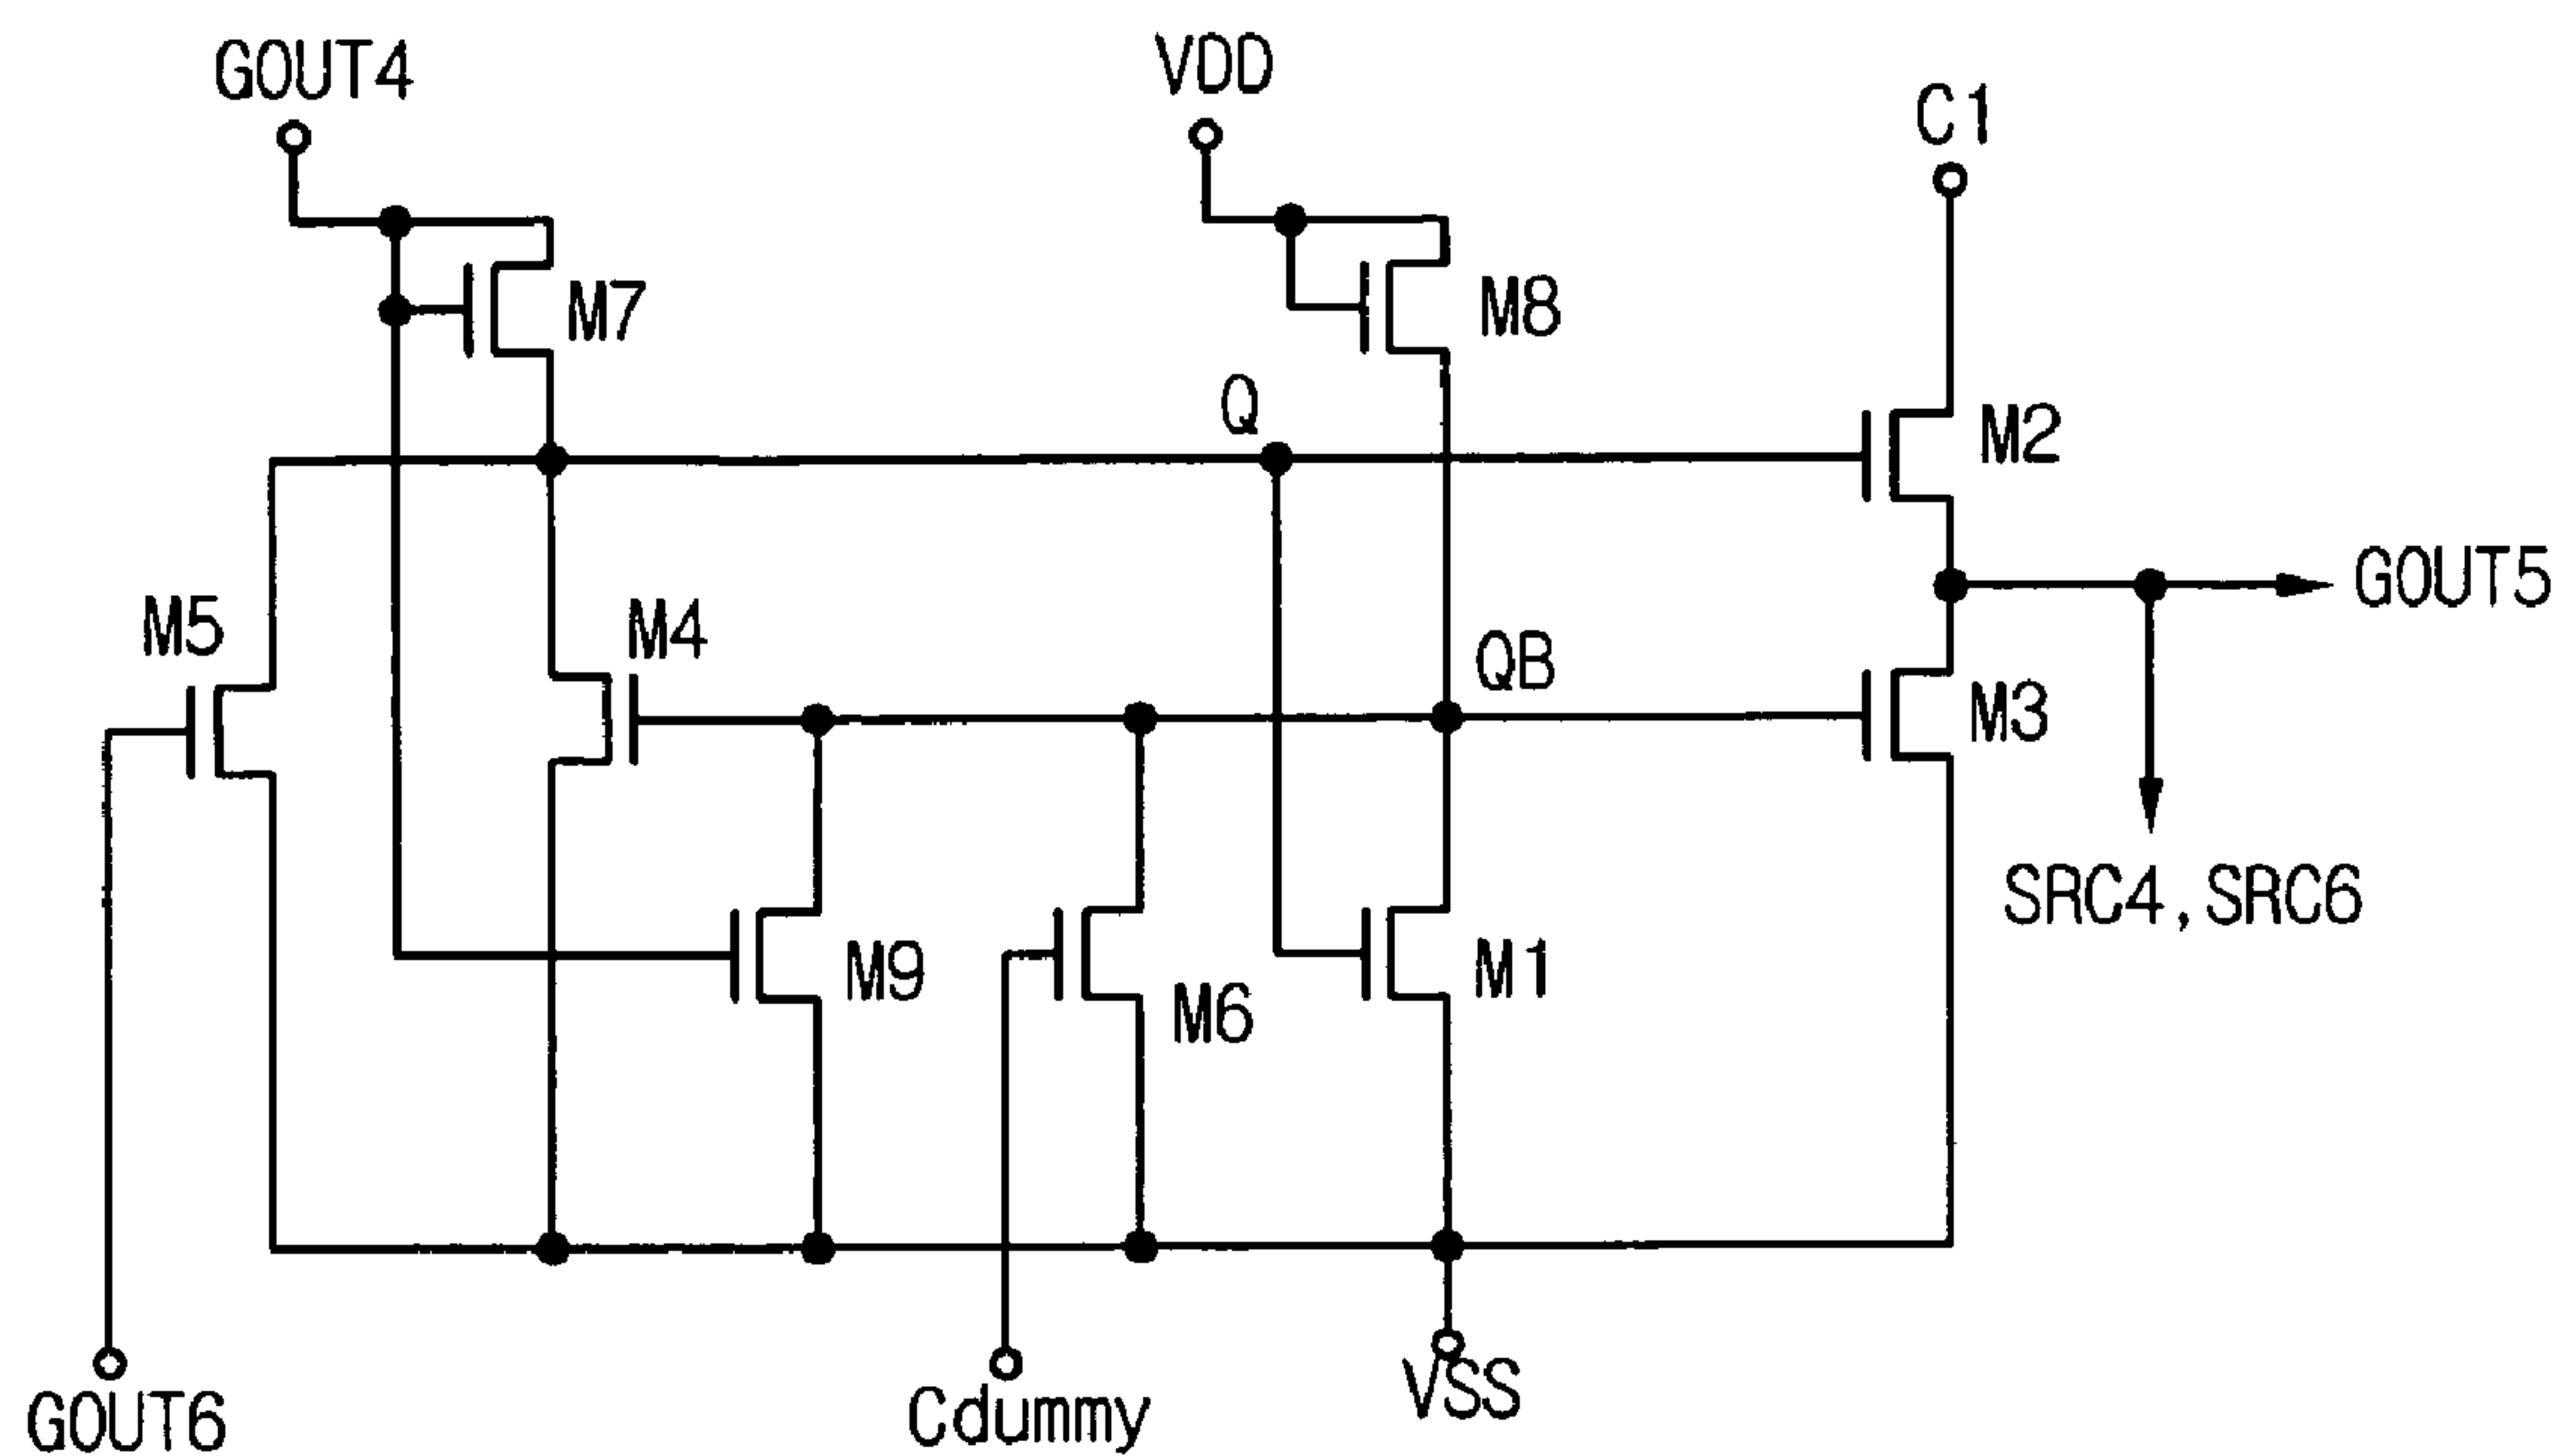 GOUT4
VDD
C1
M7
M8
Q
M2
GOUT5
M5
M4
QB
M3
SRC4,SRC6
M9
M6
M1
GOUT6
Cdummy
VSS